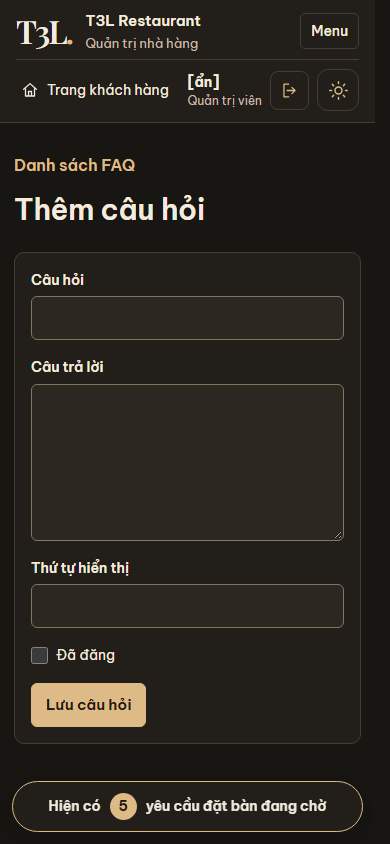 T3L.
T3L Restaurant
Quản trị nhà hàng
Menu
Trang khách hàng
[ẩn]
Quản trị viên
Danh sách FAQ
Thêm câu hỏi
Câu hỏi
Câu trả lời
Thứ tự hiển thị
Đã đăng
Lưu câu hỏi
Hiện có 5 yêu cầu đặt bàn đang chờ